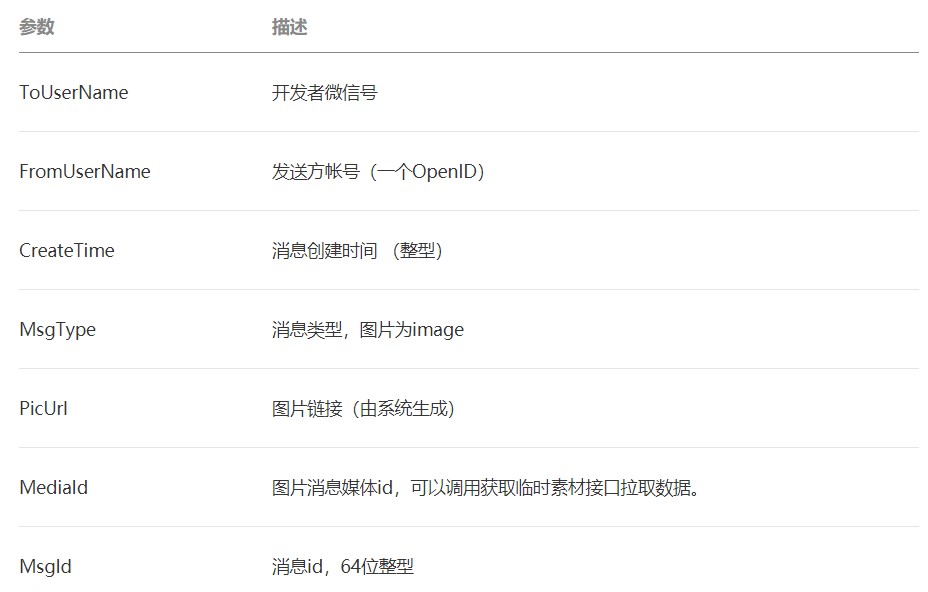 参数 描述
ToUserName 开发者微信号
FromUserName 发送方帐号（一个OpenID）
CreateTime 消息创建时间 （整型）
MsgType 消息类型，图片为image
PicUrl 图片链接（由系统生成）
MediaId 图片消息媒体id，可以调用获取临时素材接口拉取数据。
MsgId 消息id，64位整型